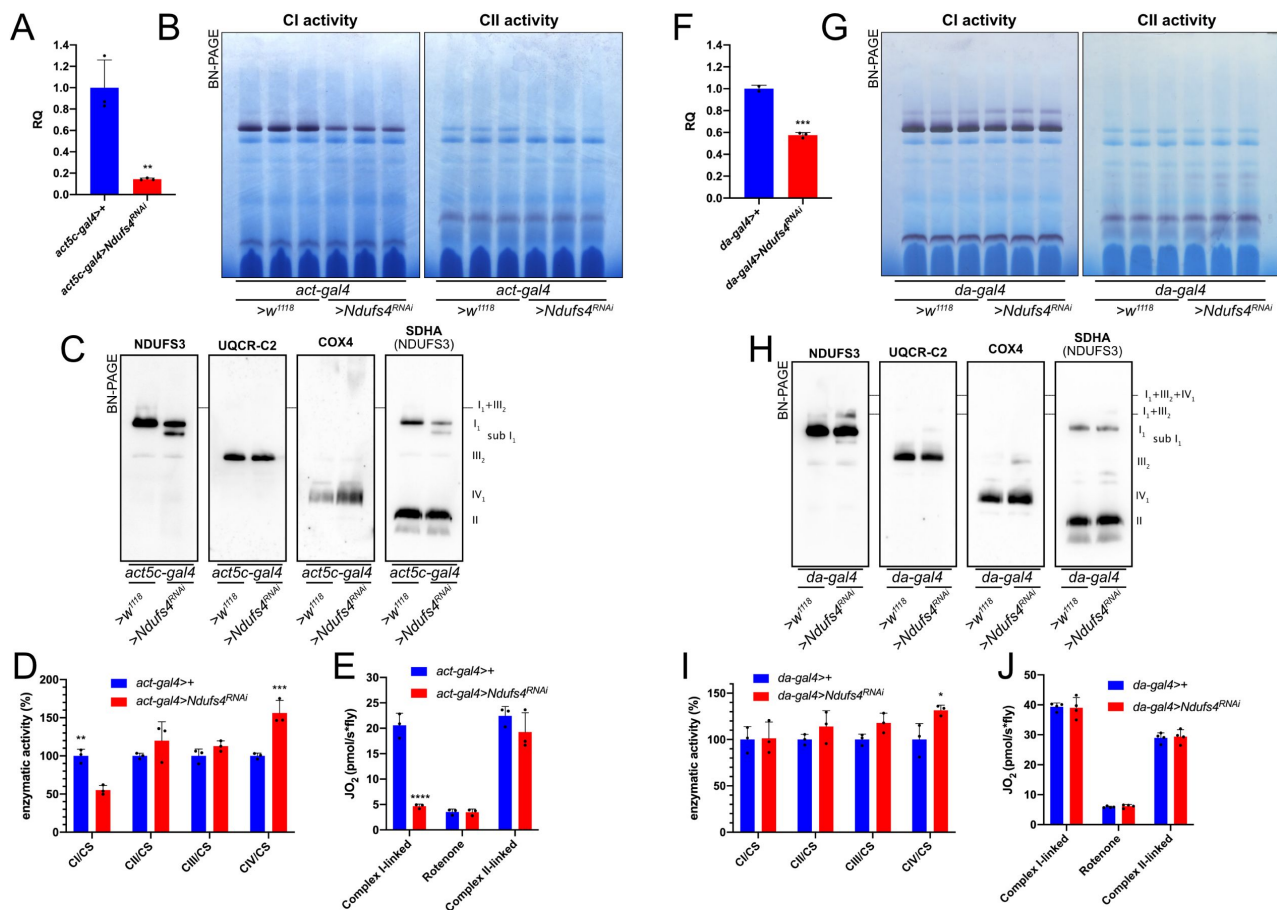 A
RQ
1.4
1.2
1.0
0.8
0.6
0.4
0.2
0.0
**
act5c-gal4>+
act5c-gal4>Ndufs4RNAi
B
BN-PAGE
CI activity
CII activity
act-gal4
act-gal4
>w1118
>Ndufs4RNAi
>w1118
>Ndufs4RNAi
C
BN-PAGE
NDUFS3
UQCR-C2
COX4
SDHA
(NDUFS3)
I1+III2
I1
sub I1
III2
IV1
II
act5c-gal4
act5c-gal4
act5c-gal4
act5c-gal4
>w1118
>Ndufs4RNAi
>w1118
>Ndufs4RNAi
>w1118
>Ndufs4RNAi
>w1118
>Ndufs4RNAi
D
act-gal4>+
act-gal4>Ndufs4RNAi
enzymatic activity (%)
200
150
100
50
0
**
***
CI/CS
CII/CS
CIII/CS
CIV/CS
E
act-gal4>+
act-gal4>Ndufs4RNAi
JO2 (pmol/s*fly)
30
25
20
15
10
5
0
****
Complex I-linked
Rotenone
Complex II-linked
F
RQ
1.4
1.2
1.0
0.8
0.6
0.4
0.2
0.0
***
da-gal4>+
da-gal4>Ndufs4RNAi
G
BN-PAGE
CI activity
CII activity
da-gal4
da-gal4
>w1118
>Ndufs4RNAi
>w1118
>Ndufs4RNAi
H
BN-PAGE
NDUFS3
UQCR-C2
COX4
SDHA
(NDUFS3)
I1+III2+IV1
I1+III2
I1
sub I1
III2
IV1
II
da-gal4
da-gal4
da-gal4
da-gal4
>w1118
>Ndufs4RNAi
>w1118
>Ndufs4RNAi
>w1118
>Ndufs4RNAi
>w1118
>Ndufs4RNAi
I
da-gal4>+
da-gal4>Ndufs4RNAi
enzymatic activity (%)
200
150
100
50
0
*
CI/CS
CII/CS
CIII/CS
CIV/CS
J
da-gal4>+
da-gal4>Ndufs4RNAi
JO2 (pmol/s*fly)
60
50
40
30
20
10
0
Complex I-linked
Rotenone
Complex II-linked